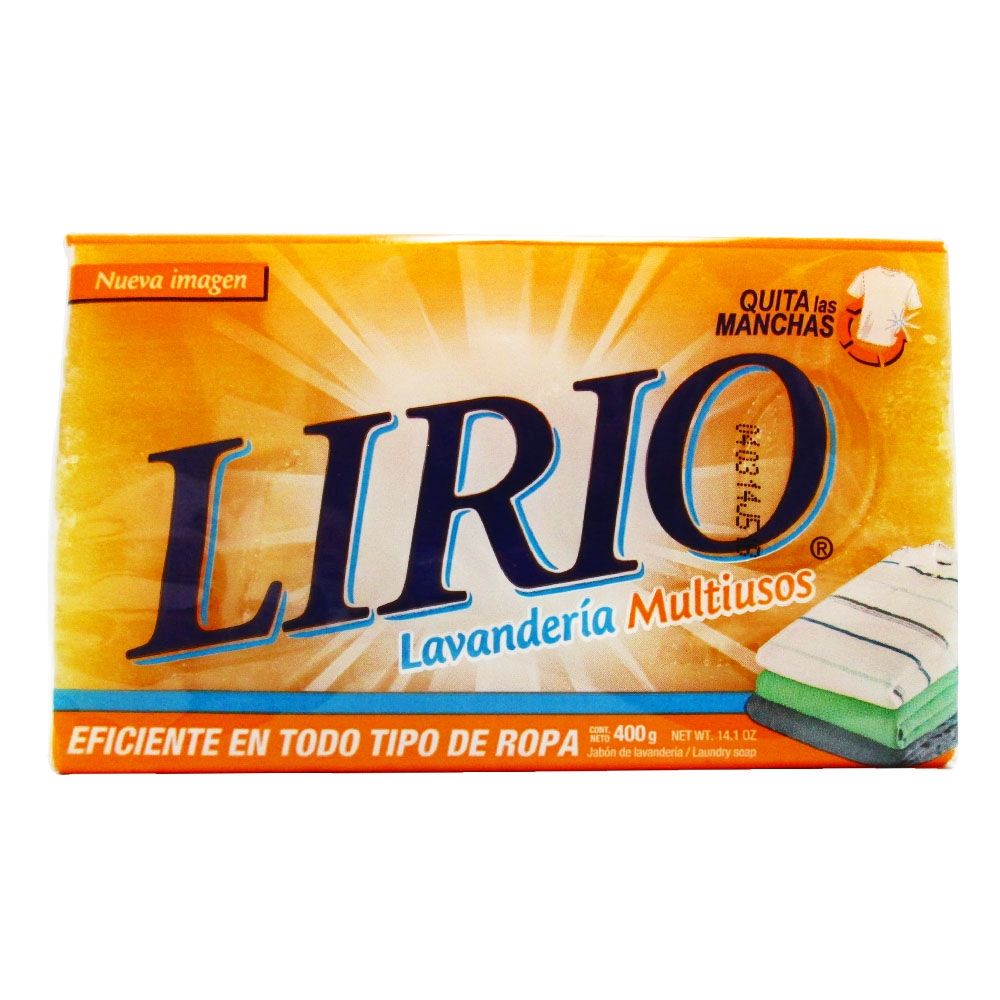 Nueva imagen
QUITA las
MANCHAS
LIRIO®
Lavandería Multiusos
EFICIENTE EN TODO TIPO DE ROPA
CONT.
NETO 400 g NET WT. 14.1 OZ
Jabón de lavandería / Laundry soap